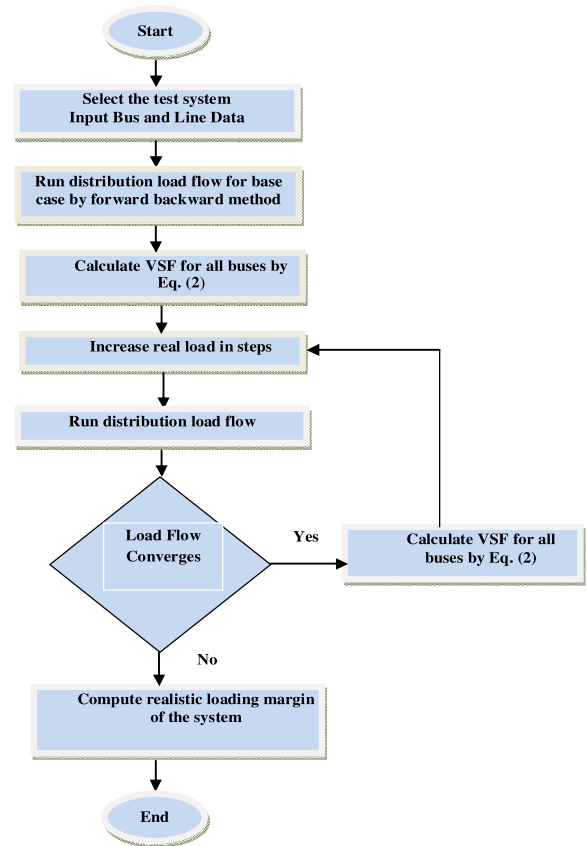 Start
Select the test system
Input Bus and Line Data
Run distribution load flow for base
case by forward backward method
Calculate VSF for all buses by
Eq. (2)
Increase real load in steps
Run distribution load flow
Load Flow
Converges
Yes
Calculate VSF for all
buses by Eq. (2)
No
Compute realistic loading margin
of the system
End